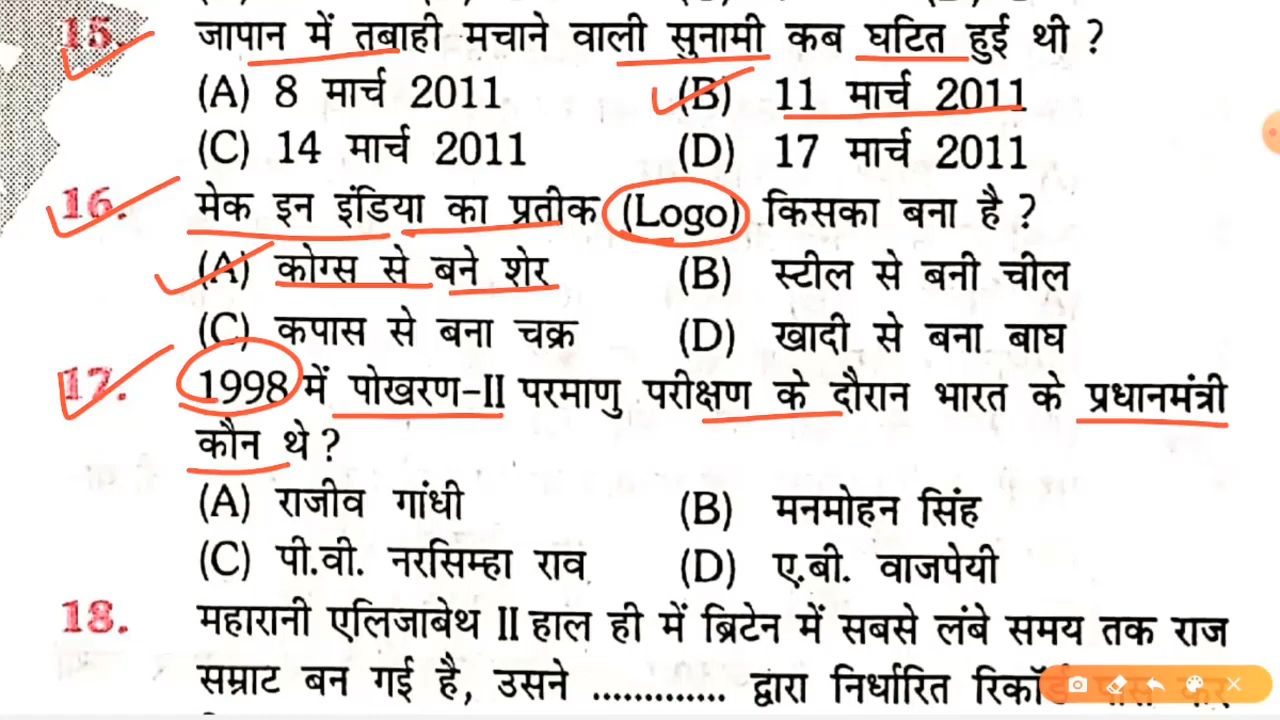 15. जापान में तबाही मचाने वाली सुनामी कब घटित हुई थी ?
(A) 8 मार्च 2011 (B) 11 मार्च 2011
(C) 14 मार्च 2011 (D) 17 मार्च 2011
16. मेक इन इंडिया का प्रतीक (Logo) किसका बना है ?
(A) कोग्स से बने शेर (B) स्टील से बनी चील
(C) कपास से बना चक्र (D) खादी से बना बाघ
17. 1998 में पोखरण-II परमाणु परीक्षण के दौरान भारत के प्रधानमंत्री
कौन थे ?
(A) राजीव गांधी (B) मनमोहन सिंह
(C) पी.वी. नरसिम्हा राव (D) ए.बी. वाजपेयी
18. महारानी एलिजाबेथ II हाल ही में ब्रिटेन में सबसे लंबे समय तक राज
सम्राट बन गई है, उसने ............. द्वारा निर्धारित रिकॉर्ड